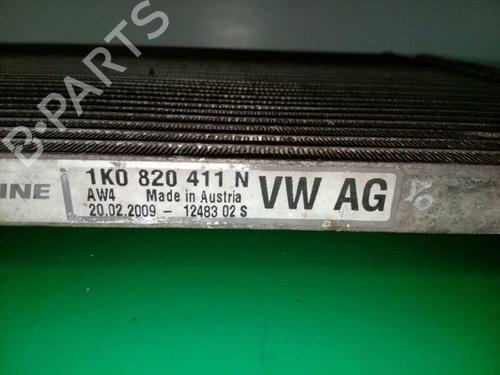 B-PARTS
INE
1K0 820 411 N
AW4 Made in Austria
20.02.2009 - 12483 02 S
VW AG